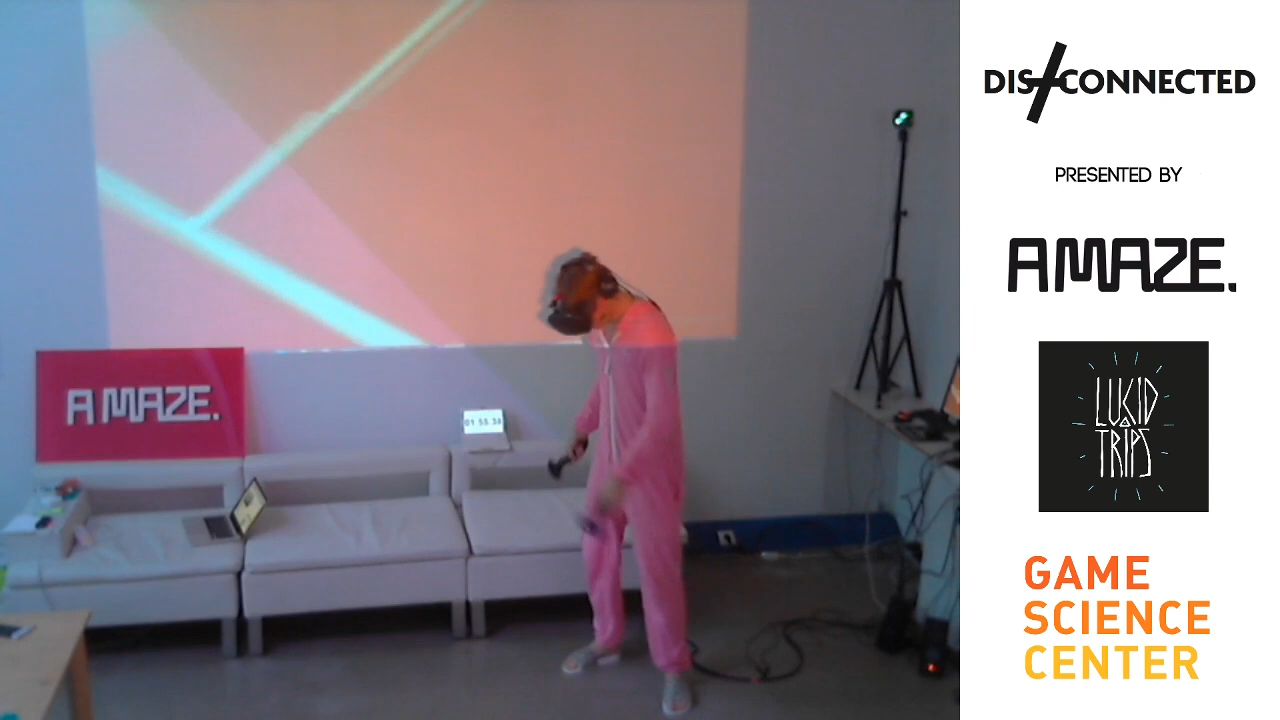 A MAZE.
01 55 38
DIS/CONNECTED
PRESENTED BY
A MAZE.
LUCID
TRIPS
GAME
SCIENCE
CENTER